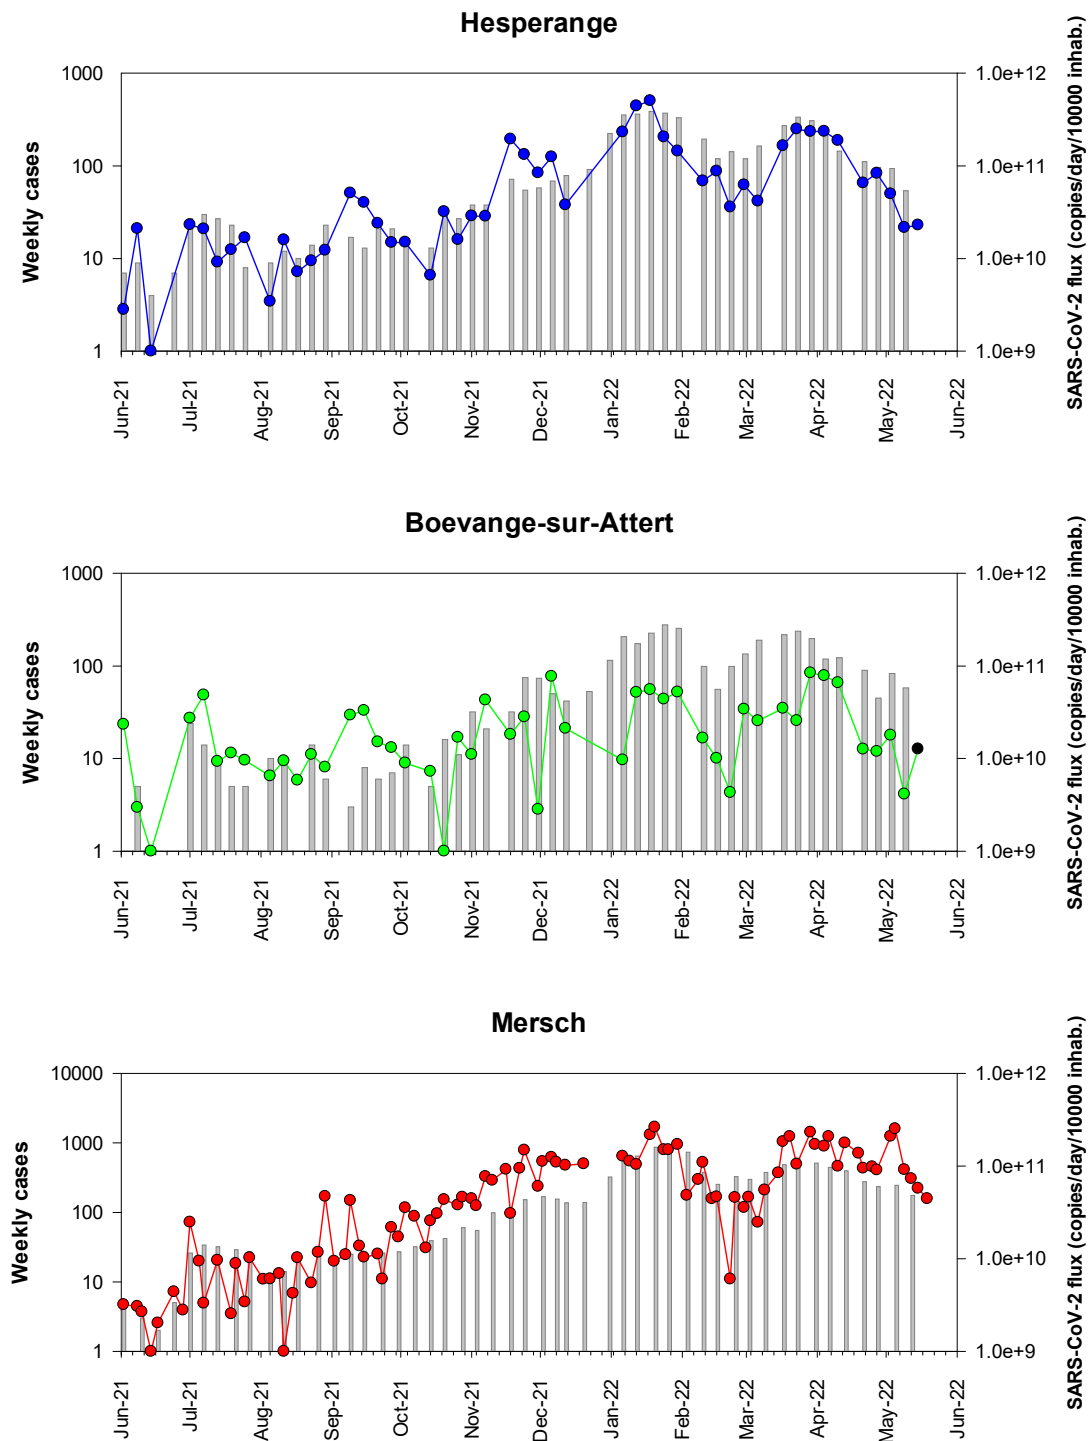 Hesperange
Weekly cases
1000
100
10
1
1.0e+12
1.0e+11
1.0e+10
1.0e+9
SARS-CoV-2 flux (copies/day/10000 inhab.)
Jun-21
Jul-21
Aug-21
Sep-21
Oct-21
Nov-21
Dec-21
Jan-22
Feb-22
Mar-22
Apr-22
May-22
Jun-22
Boevange-sur-Attert
Weekly cases
1000
100
10
1
1.0e+12
1.0e+11
1.0e+10
1.0e+9
SARS-CoV-2 flux (copies/day/10000 inhab.)
Jun-21
Jul-21
Aug-21
Sep-21
Oct-21
Nov-21
Dec-21
Jan-22
Feb-22
Mar-22
Apr-22
May-22
Jun-22
Mersch
Weekly cases
10000
1000
100
10
1
1.0e+12
1.0e+11
1.0e+10
1.0e+9
SARS-CoV-2 flux (copies/day/10000 inhab.)
Jun-21
Jul-21
Aug-21
Sep-21
Oct-21
Nov-21
Dec-21
Jan-22
Feb-22
Mar-22
Apr-22
May-22
Jun-22